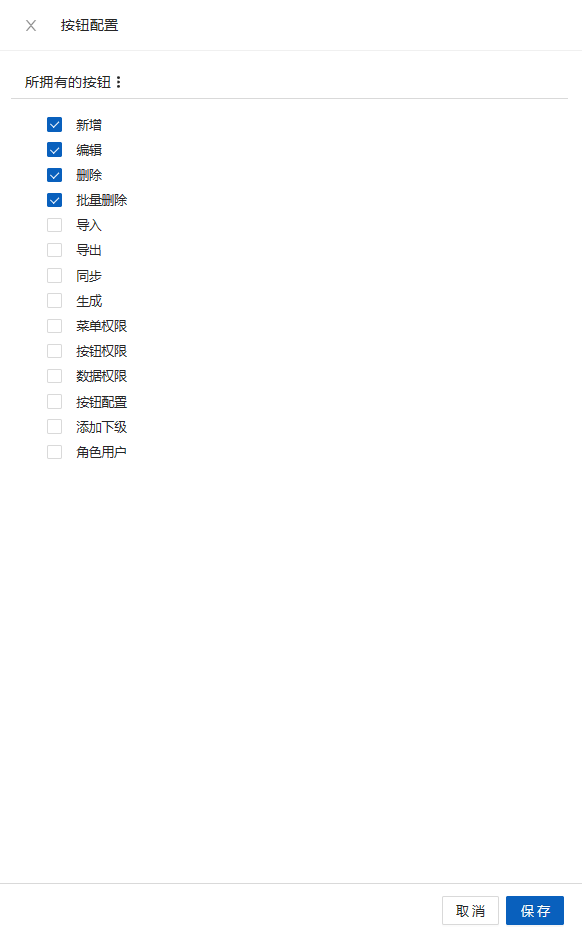 按钮配置
所拥有的按钮
新增
编辑
删除
批量删除
导入
导出
同步
生成
菜单权限
按钮权限
数据权限
按钮配置
添加下级
角色用户
取消
保存